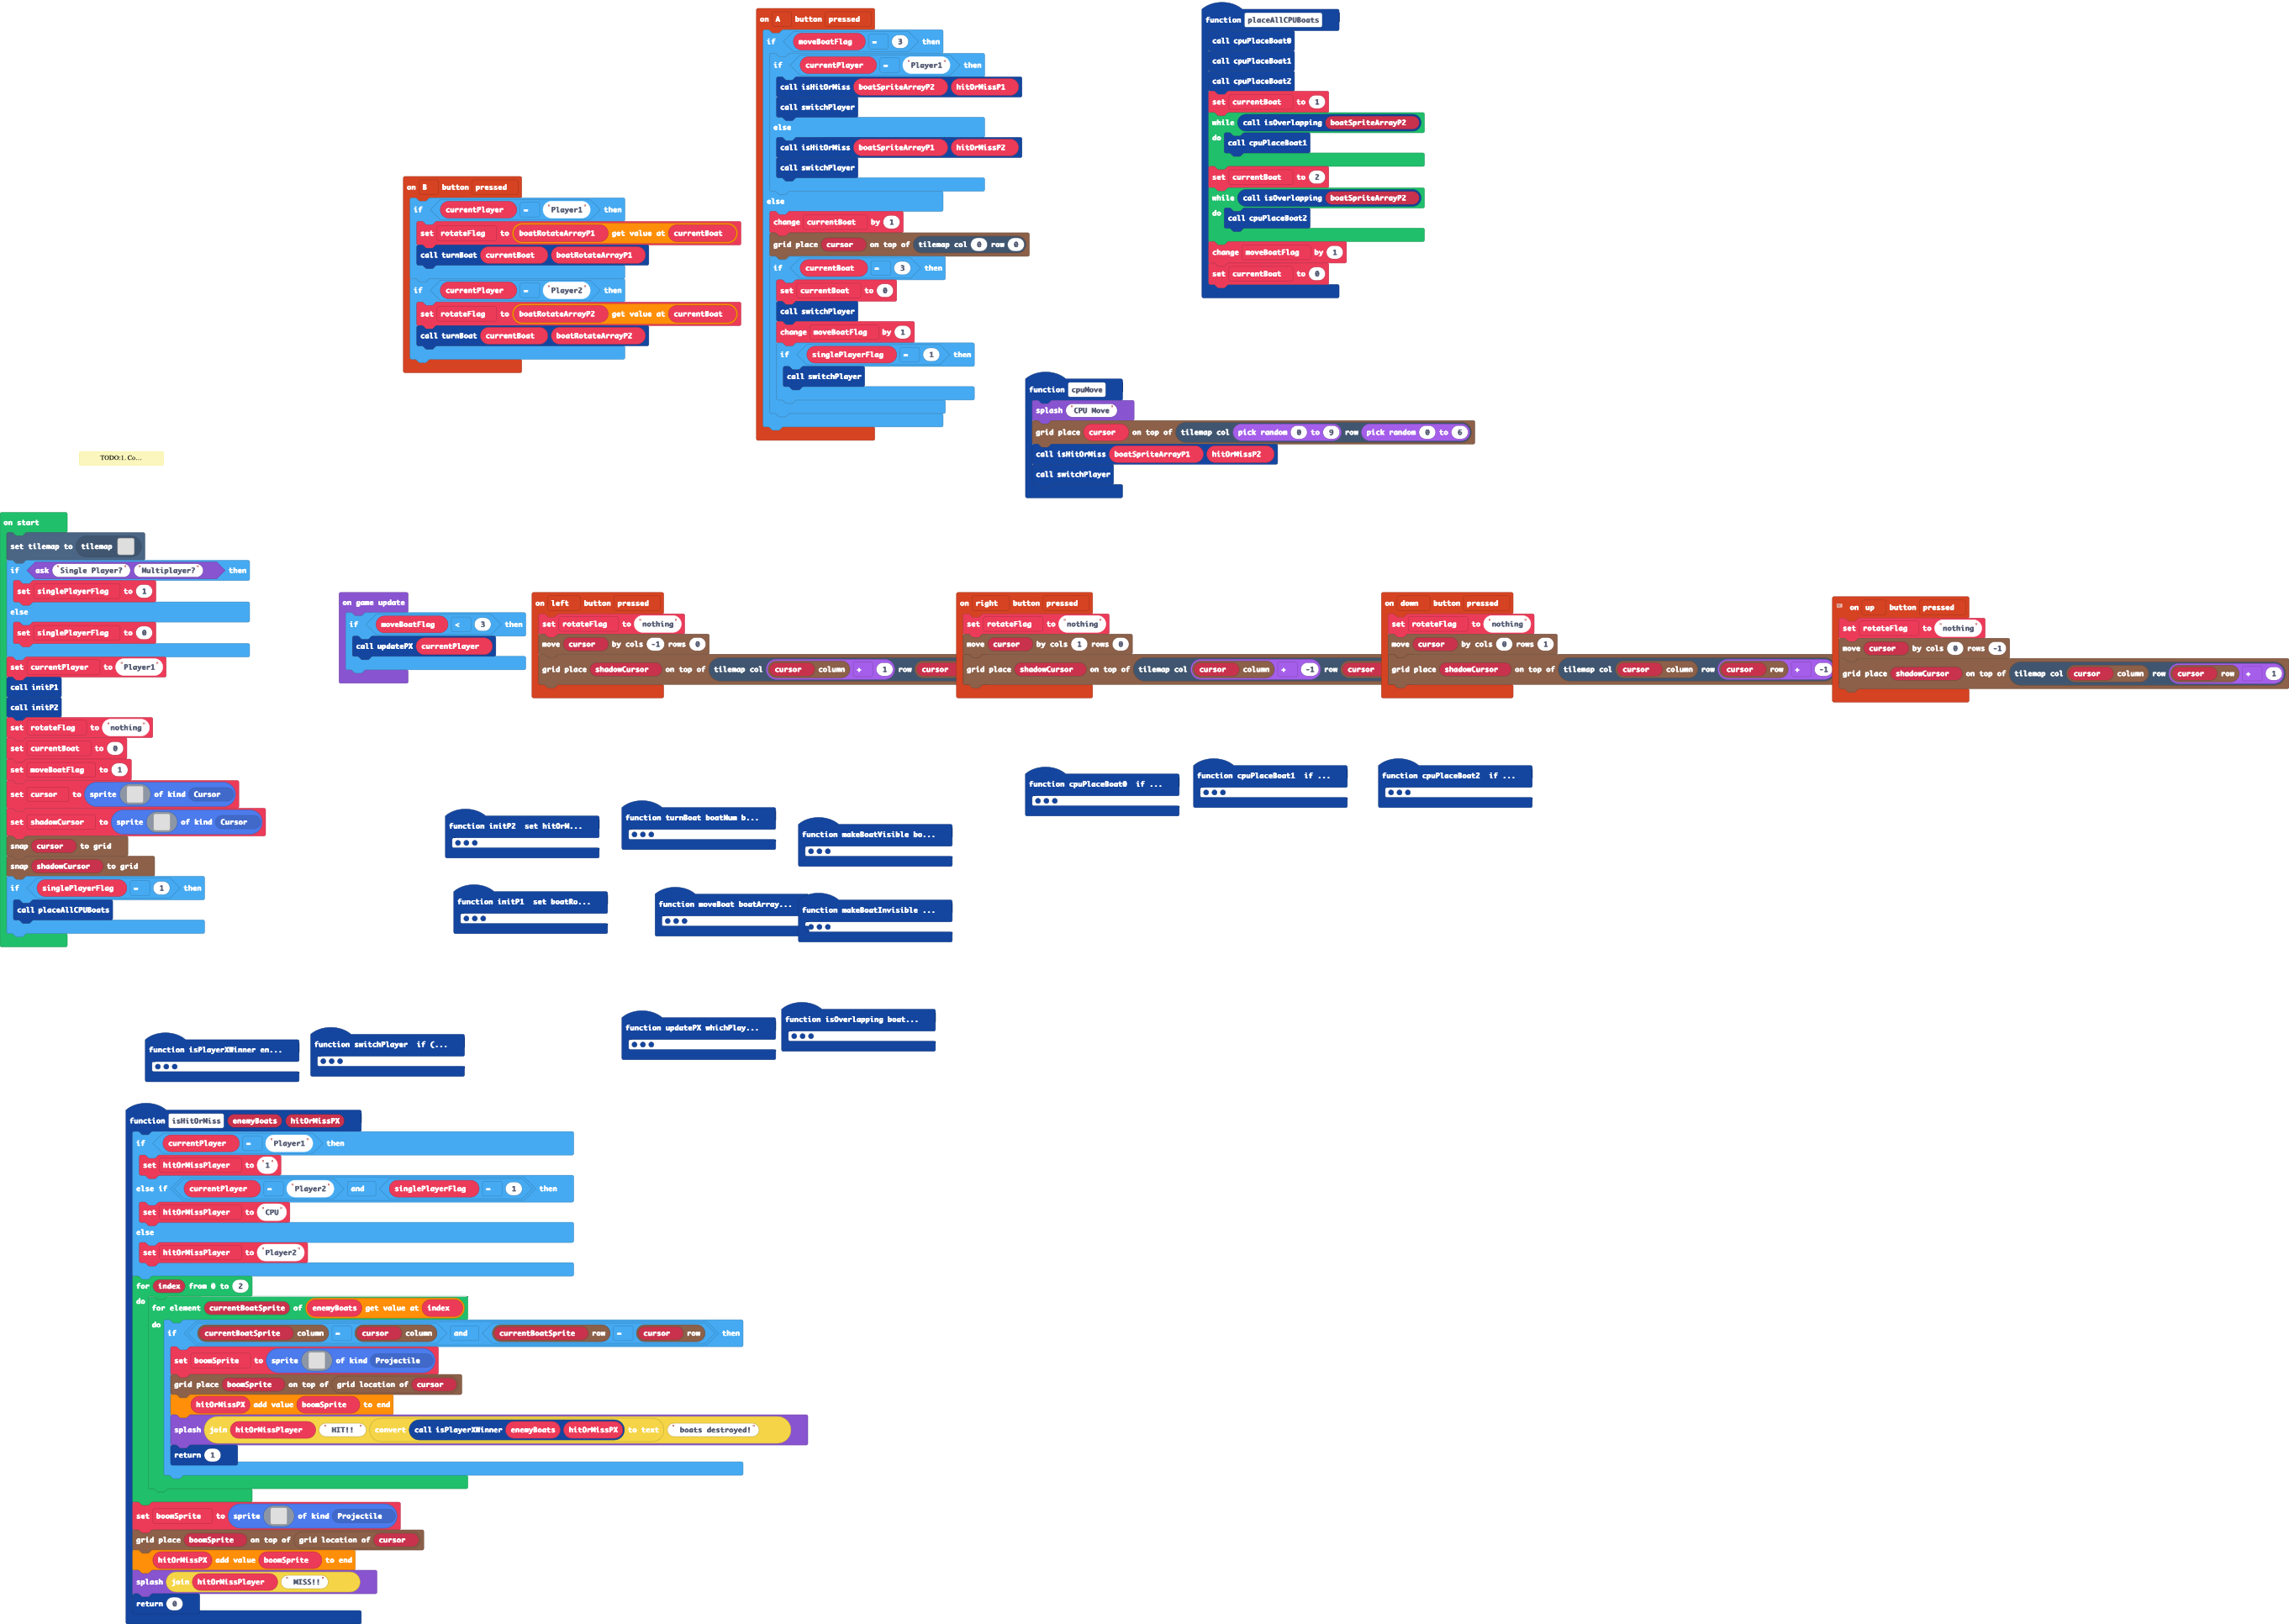 on A button pressed
if moveBoatFlag = 3 then
if currentPlayer = "Player1" then
call isHitOrMiss boatSpriteArrayP2 hitOrMissP1
call switchPlayer
else
call isHitOrMiss boatSpriteArrayP1 hitOrMissP2
call switchPlayer
else
change currentBoat by 1
grid place cursor on top of tilemap col 0 row 0
if currentBoat = 3 then
set currentBoat to 0
call switchPlayer
change moveBoatFlag by 1
if singlePlayerFlag = 1 then
call switchPlayer
function placeAllCPUBoats
call cpuPlaceBoat0
call cpuPlaceBoat1
call cpuPlaceBoat2
set currentBoat to 1
while call isOverlapping boatSpriteArrayP2
do call cpuPlaceBoat1
set currentBoat to 2
while call isOverlapping boatSpriteArrayP2
do call cpuPlaceBoat2
change moveBoatFlag by 1
set currentBoat to 0
on B button pressed
if currentPlayer = "Player1" then
set rotateFlag to boatRotateArrayP1 get value at currentBoat
call turnBoat currentBoat boatRotateArrayP1
if currentPlayer = "Player2" then
set rotateFlag to boatRotateArrayP2 get value at currentBoat
call turnBoat currentBoat boatRotateArrayP2
function cpuMove
splash "CPU Move"
grid place cursor on top of tilemap col pick random 0 to 9 row pick random 0 to 6
call isHitOrMiss boatSpriteArrayP1 hitOrMissP2
call switchPlayer
TODO:1. Co...
on start
set tilemap to tilemap
if ask "Single Player?" "Multiplayer?" then
set singlePlayerFlag to 1
else
set singlePlayerFlag to 0
set currentPlayer to "Player1"
call initP1
call initP2
set rotateFlag to "nothing"
set currentBoat to 0
set moveBoatFlag to 1
set cursor to sprite of kind Cursor
set shadowCursor to sprite of kind Cursor
snap cursor to grid
snap shadowCursor to grid
if singlePlayerFlag = 1 then
call placeAllCPUBoats
on game update
if moveBoatFlag < 3 then
call updatePX currentPlayer
on left button pressed
set rotateFlag to "nothing"
move cursor by cols -1 rows 0
grid place shadowCursor on top of tilemap col cursor column + 1 row cursor
on right button pressed
set rotateFlag to "nothing"
move cursor by cols 1 rows 0
grid place shadowCursor on top of tilemap col cursor column + -1 row cursor
on down button pressed
set rotateFlag to "nothing"
move cursor by cols 0 rows 1
grid place shadowCursor on top of tilemap col cursor column row cursor row + -1
on up button pressed
set rotateFlag to "nothing"
move cursor by cols 0 rows -1
grid place shadowCursor on top of tilemap col cursor column row cursor row + 1
function initP2 set hitOrM...
function turnBoat boatNum b...
function makeBoatVisible bo...
function cpuPlaceBoat0 if ...
function cpuPlaceBoat1 if ...
function cpuPlaceBoat2 if ...
function initP1 set boatRo...
function moveBoat boatArray...
function makeBoatInvisible ...
function isPlayerXWinner en...
function switchPlayer if (...
function updatePX whichPlay...
function isOverlapping boat...
function isHitOrMiss enemyBoats hitOrMissPX
if currentPlayer = "Player1" then
set hitOrMissPlayer to "1"
else if currentPlayer = "Player2" and singlePlayerFlag = 1 then
set hitOrMissPlayer to "CPU"
else
set hitOrMissPlayer to "Player2"
for index from 0 to 2
do for element currentBoatSprite of enemyBoats get value at index
do if currentBoatSprite column = cursor column and currentBoatSprite row = cursor row then
set boomSprite to sprite of kind Projectile
grid place boomSprite on top of grid location of cursor
hitOrMissPX add value boomSprite to end
splash join hitOrMissPlayer " HIT!! " convert call isPlayerXWinner enemyBoats hitOrMissPX to text " boats destroyed!"
return 1
set boomSprite to sprite of kind Projectile
grid place boomSprite on top of grid location of cursor
hitOrMissPX add value boomSprite to end
splash join hitOrMissPlayer " MISS!!"
return 0